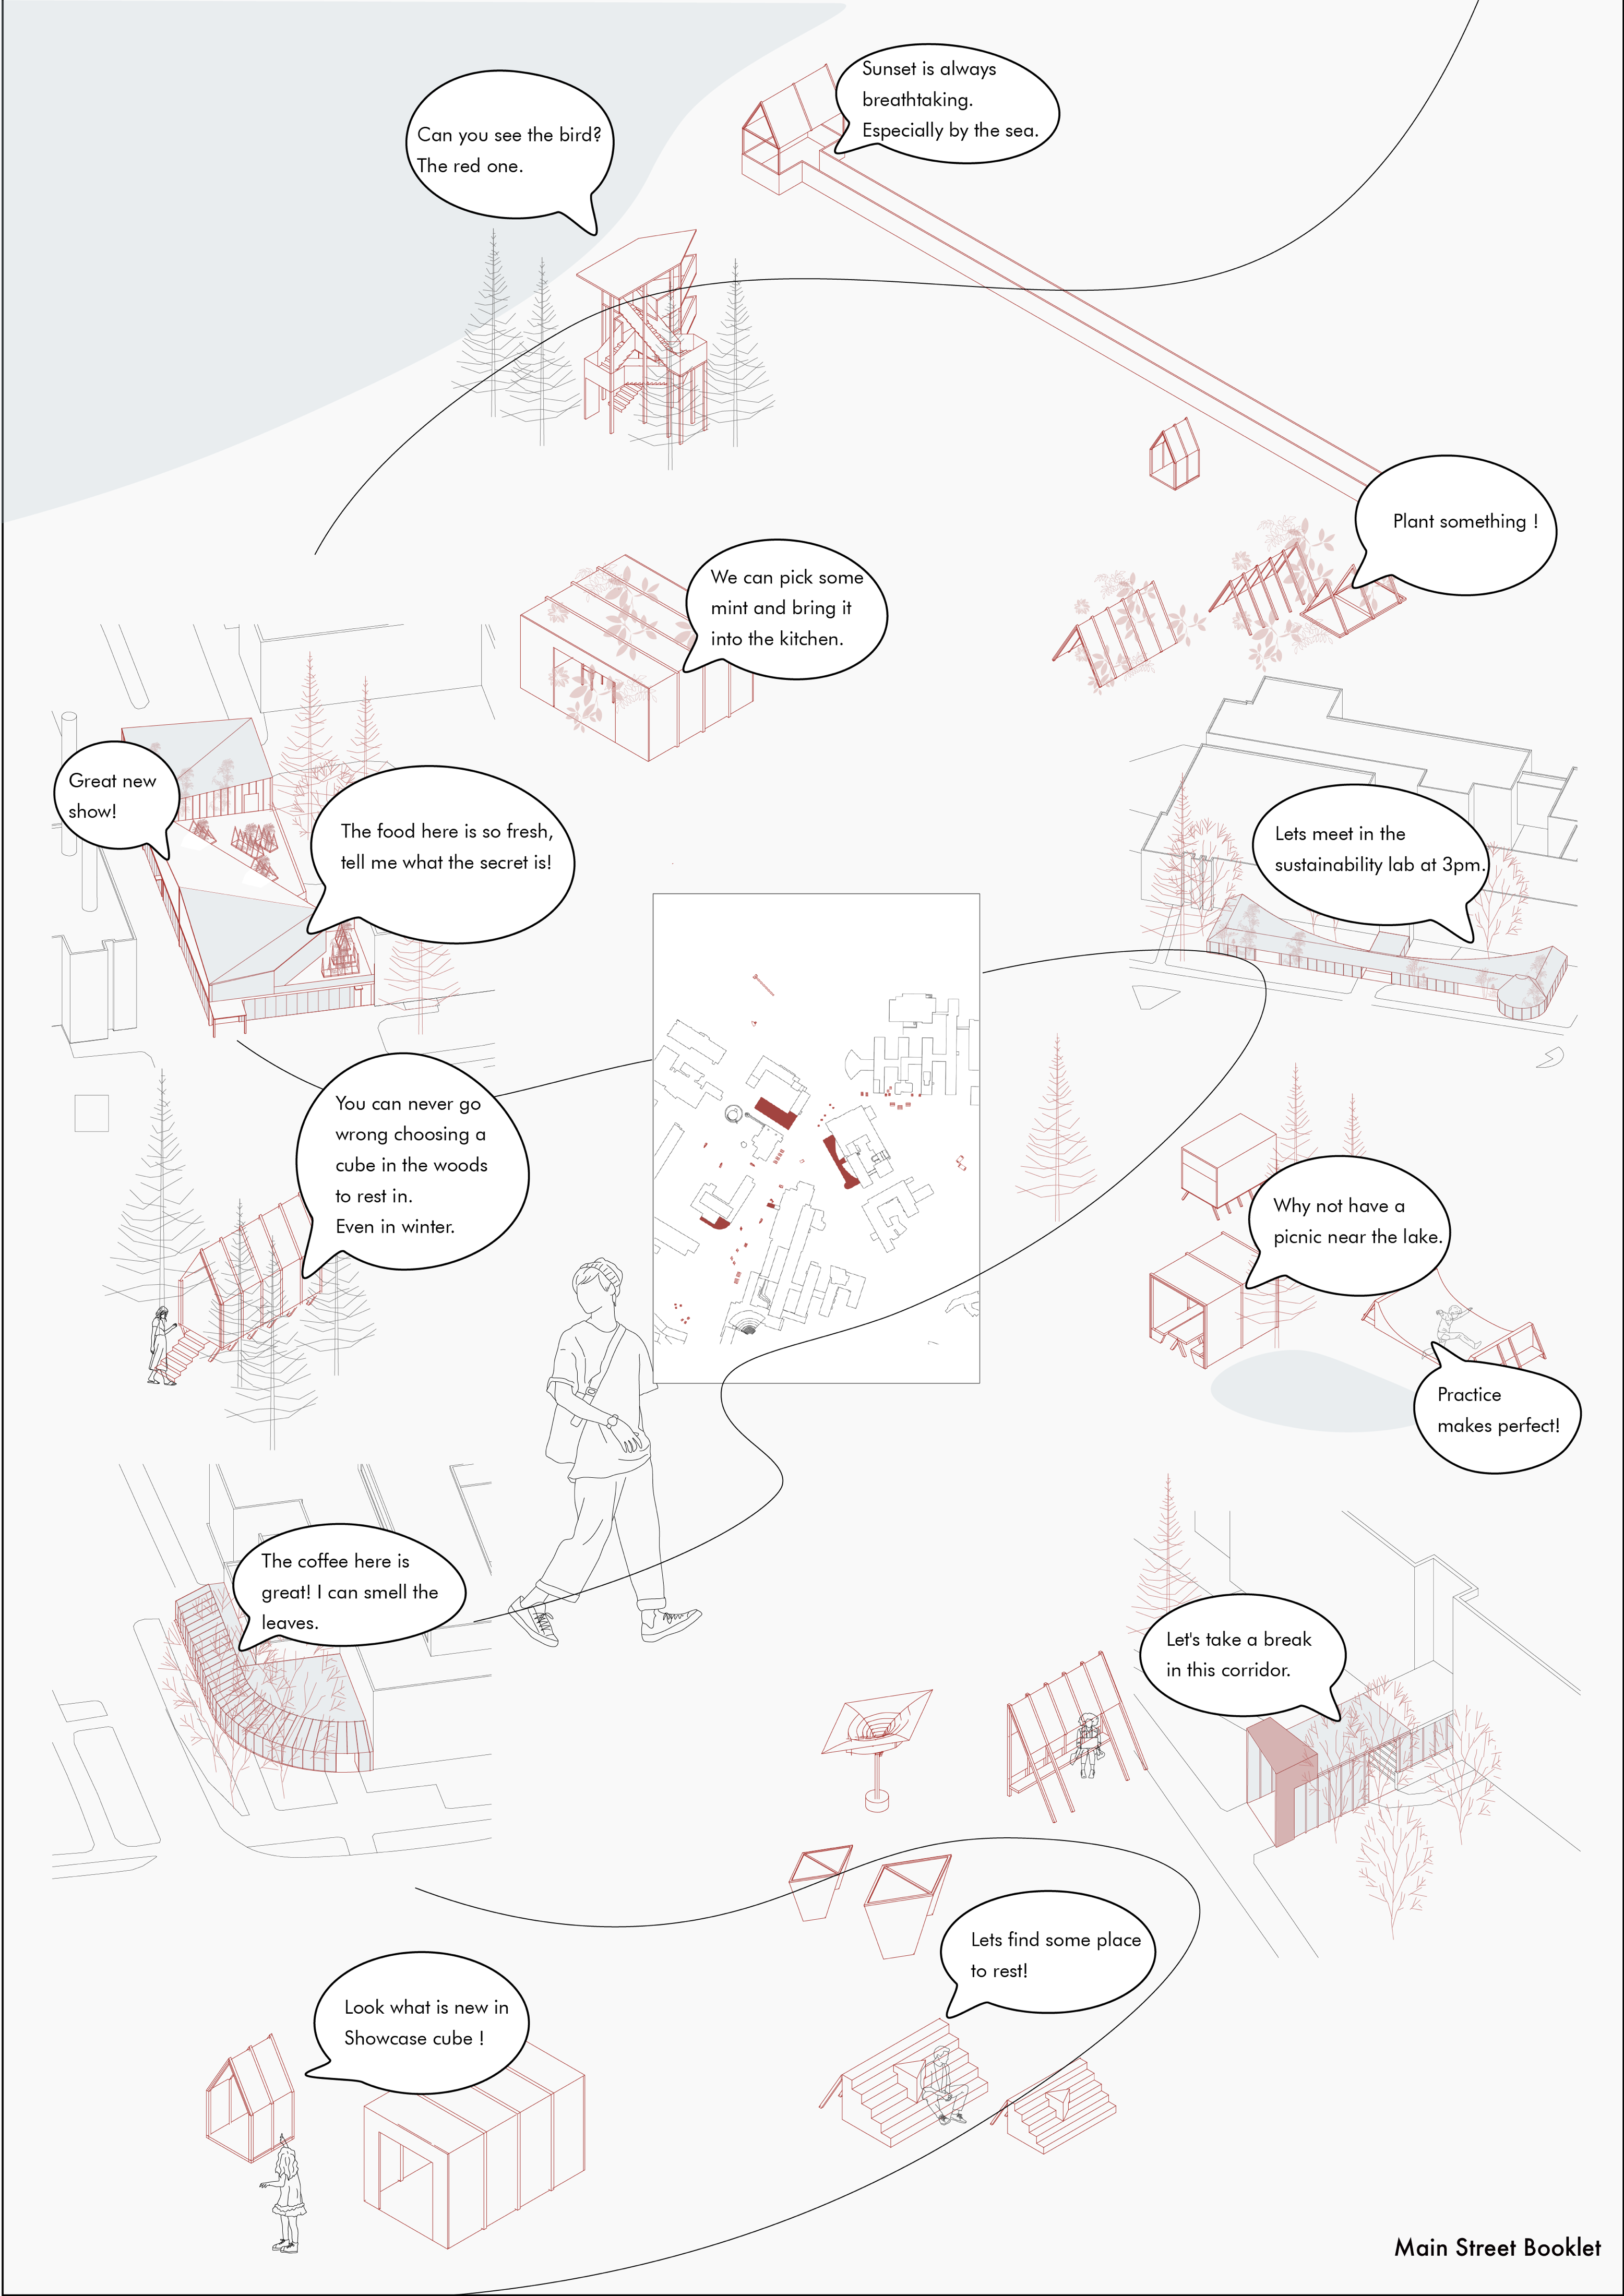 Sunset is always
breathtaking.
Especially by the sea.
Can you see the bird?
The red one.
Plant something !
We can pick some
mint and bring it
into the kitchen.
Great new
show!
The food here is so fresh,
tell me what the secret is!
Lets meet in the
sustainability lab at 3pm.
You can never go
wrong choosing a
cube in the woods
to rest in.
Even in winter.
Why not have a
picnic near the lake.
Practice
makes perfect!
The coffee here is
great! I can smell the
leaves.
Let's take a break
in this corridor.
Lets find some place
to rest!
Look what is new in
Showcase cube !
Main Street Booklet